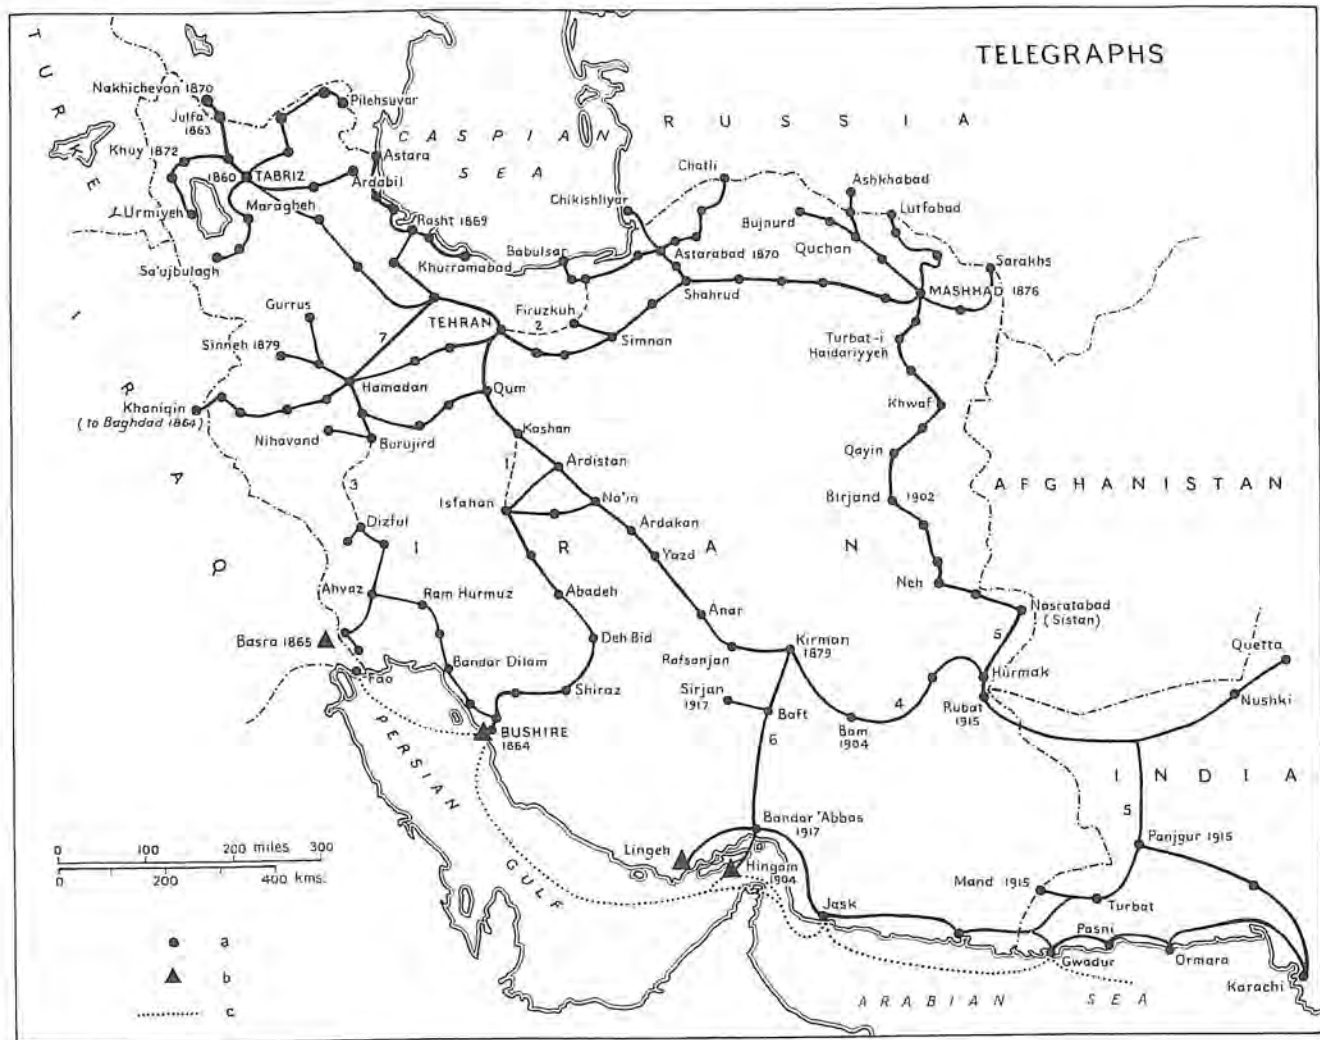 TELEGRAPHS
TURKEY
RUSSIA
CASPIAN
SEA
IRAQ
IRAN
AFGHANISTAN
INDIA
PERSIAN
GULF
ARABIAN SEA
Nakhichevan 1870
Julfa
1863
Pilehsuvar
Khuy 1872
1860 TABRIZ
Astara
Ardabil
Urmiyeh
Maragheh
Sa'ujbulagh
Rasht 1869
Khurramabad
Babulsar
Chikishliyar
Chatli
Astarabad 1870
Shahrud
Bujnurd
Quchan
Ashkhabad
Lutfabad
Sarakhs
MASHHAD
1876
Gurrus
Sinneh 1879
7
TEHRAN
Firuzkuh
2
Simnan
Turbat-i
Haidariyyeh
Hamadan
Qum
Khwaf
Khaniqin
(to Baghdad 1864)
Nihavand
Burujird
Kashan
Qayin
1
Ardistan
3
Isfahan
Na'in
Birjand
1902
Dizful
Ardakan
Yazd
Ahvaz
Ram Hurmuz
Abadeh
Neh
Anar
Nasratabad
(Sistan)
Basra 1865
Deh Bid
Kirman
1879
5
Quetta
Fao
Bandar Dilam
Rafsanjan
Hurmak
Shiraz
Sirjan
1917
Baft
4
Rubat
1915
Nushki
BUSHIRE
1864
Bam
1904
6
5
Bandar 'Abbas
1917
Panjgur 1915
Lingeh
Hingam
1904
Mand 1915
Jask
Turbat
Pasni
Gwadur
Ormara
Karachi
0 100 200 miles 300
0 200 400 kms.
a
b
c